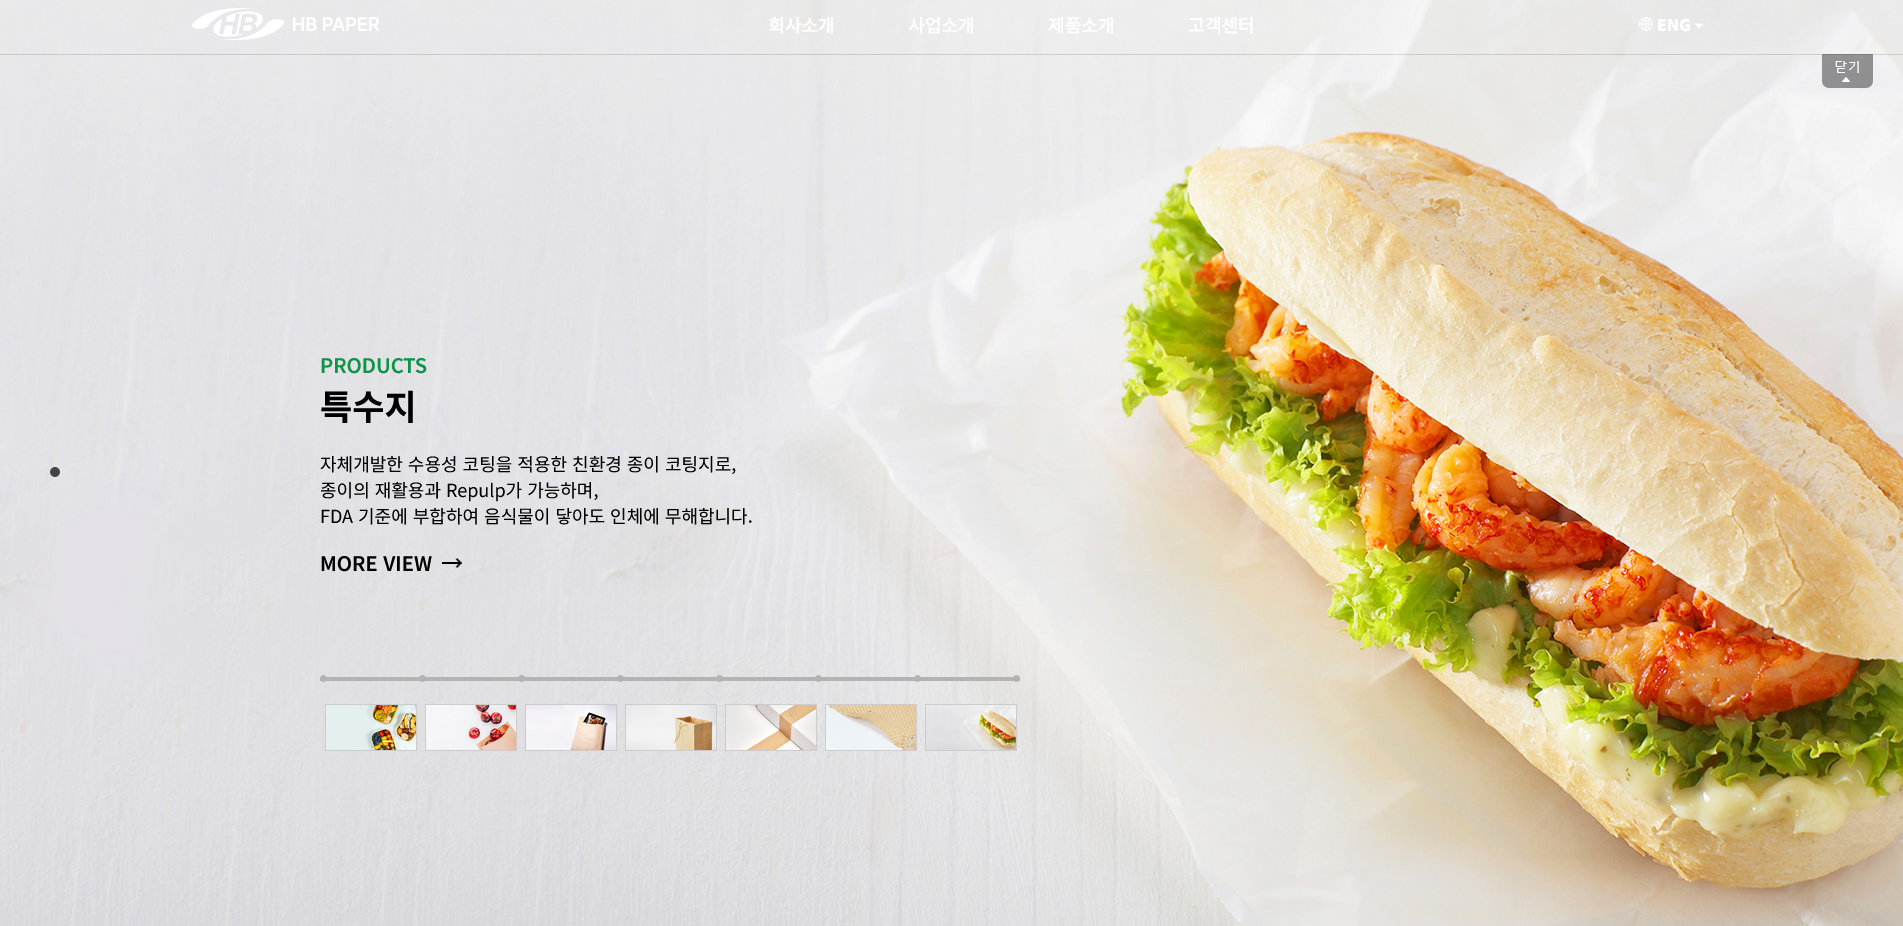 HB HB PAPER
회사소개 사업소개 제품소개 고객센터
ENG
닫기
PRODUCTS
특수지
자체개발한 수용성 코팅을 적용한 친환경 종이 코팅지로,
종이의 재활용과 Repulp가 가능하며,
FDA 기준에 부합하여 음식물이 닿아도 인체에 무해합니다.
MORE VIEW →